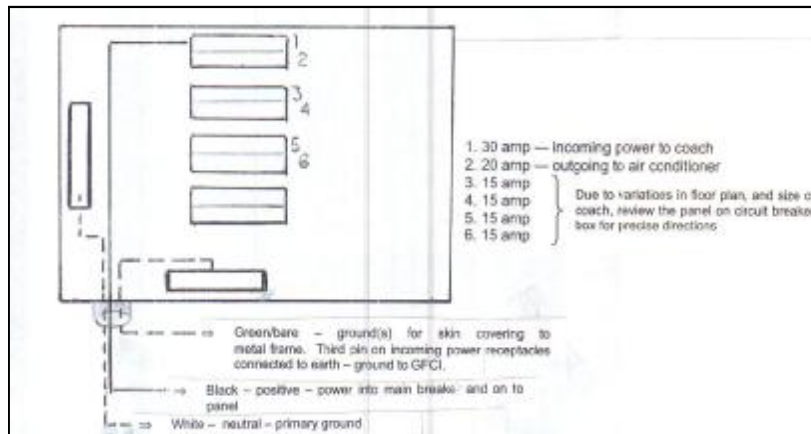 1
2
3
4
5
6
1. 30 amp — Incoming power to coach
2. 20 amp — outgoing to air conditioner
3. 15 amp
4. 15 amp
5. 15 amp
6. 15 amp
Due to variations in floor plan, and size o
coach, review the panel on circuit breake
box for precise directions
Green/bare – ground(s) for skin covering to
metal frame. Third pin on incoming power receptacles
connected to earth – ground to GFCI.
Black – positive – power into main breake and on to
panel
White – neutral – primary ground